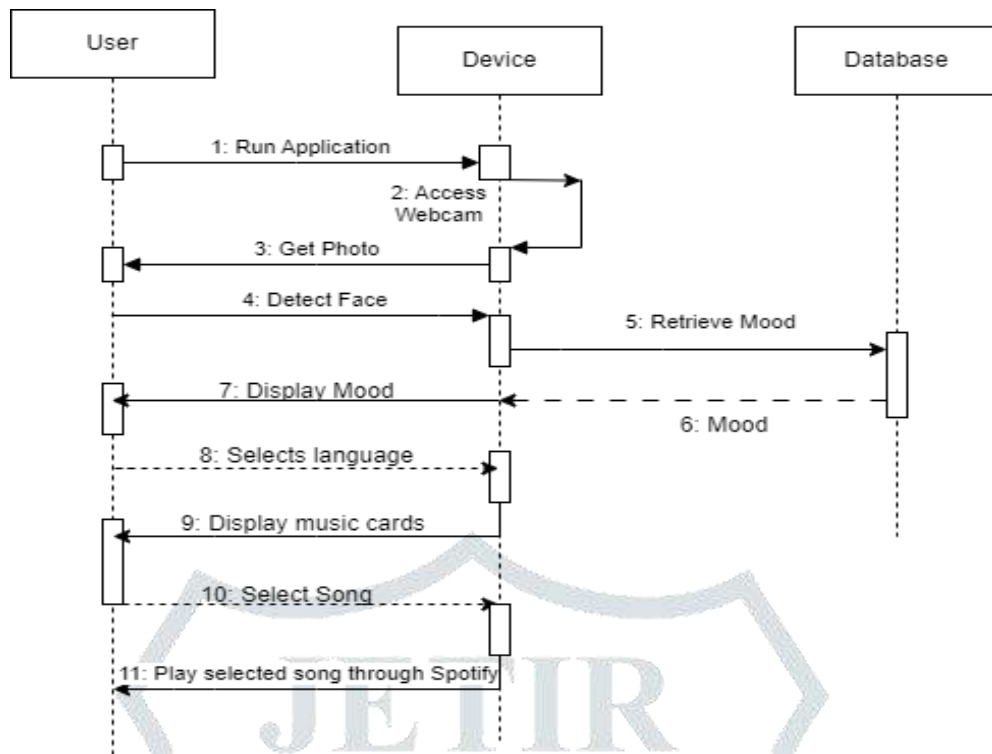 User
Device
Database
1: Run Application
2: Access
Webcam
3: Get Photo
4: Detect Face
5: Retrieve Mood
7: Display Mood
6: Mood
8: Selects language
9: Display music cards
10: Select Song
11: Play selected song through Spotify
JETIR